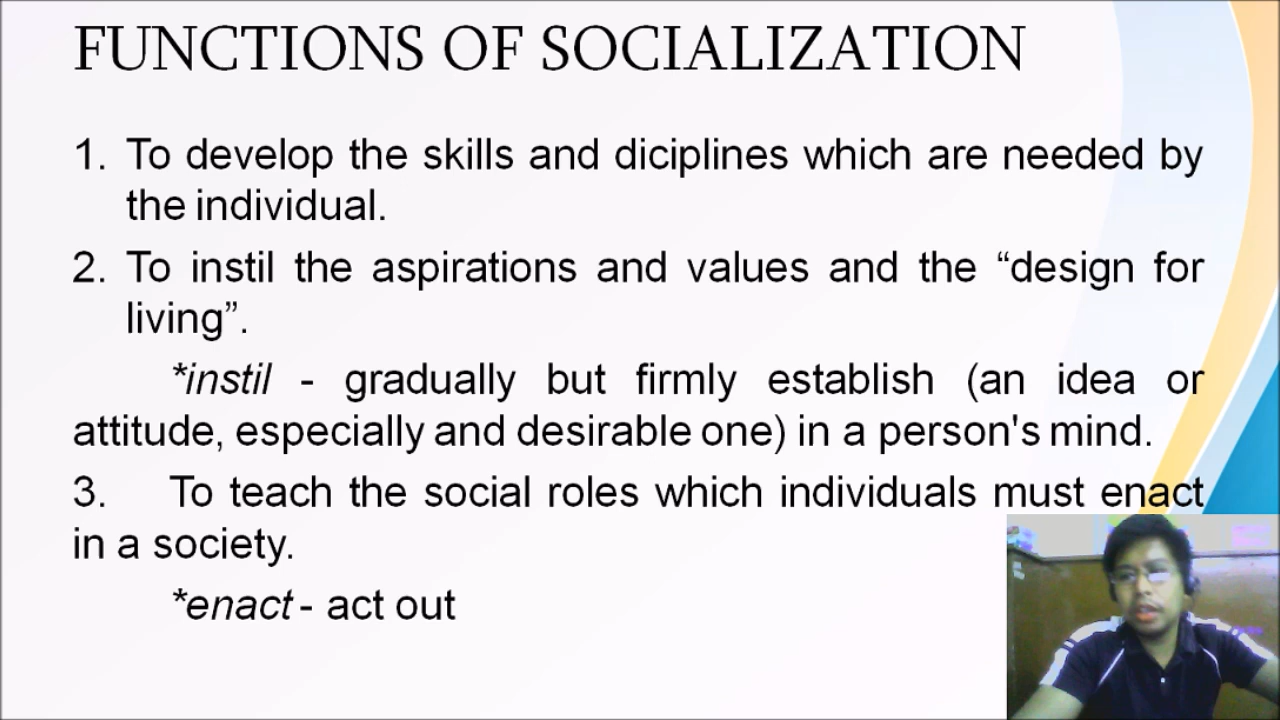 FUNCTIONS OF SOCIALIZATION
1. To develop the skills and diciplines which are needed by
the individual.
2. To instil the aspirations and values and the “design for
living”.
*instil - gradually but firmly establish (an idea or
attitude, especially and desirable one) in a person's mind.
3. To teach the social roles which individuals must enact
in a society.
*enact - act out